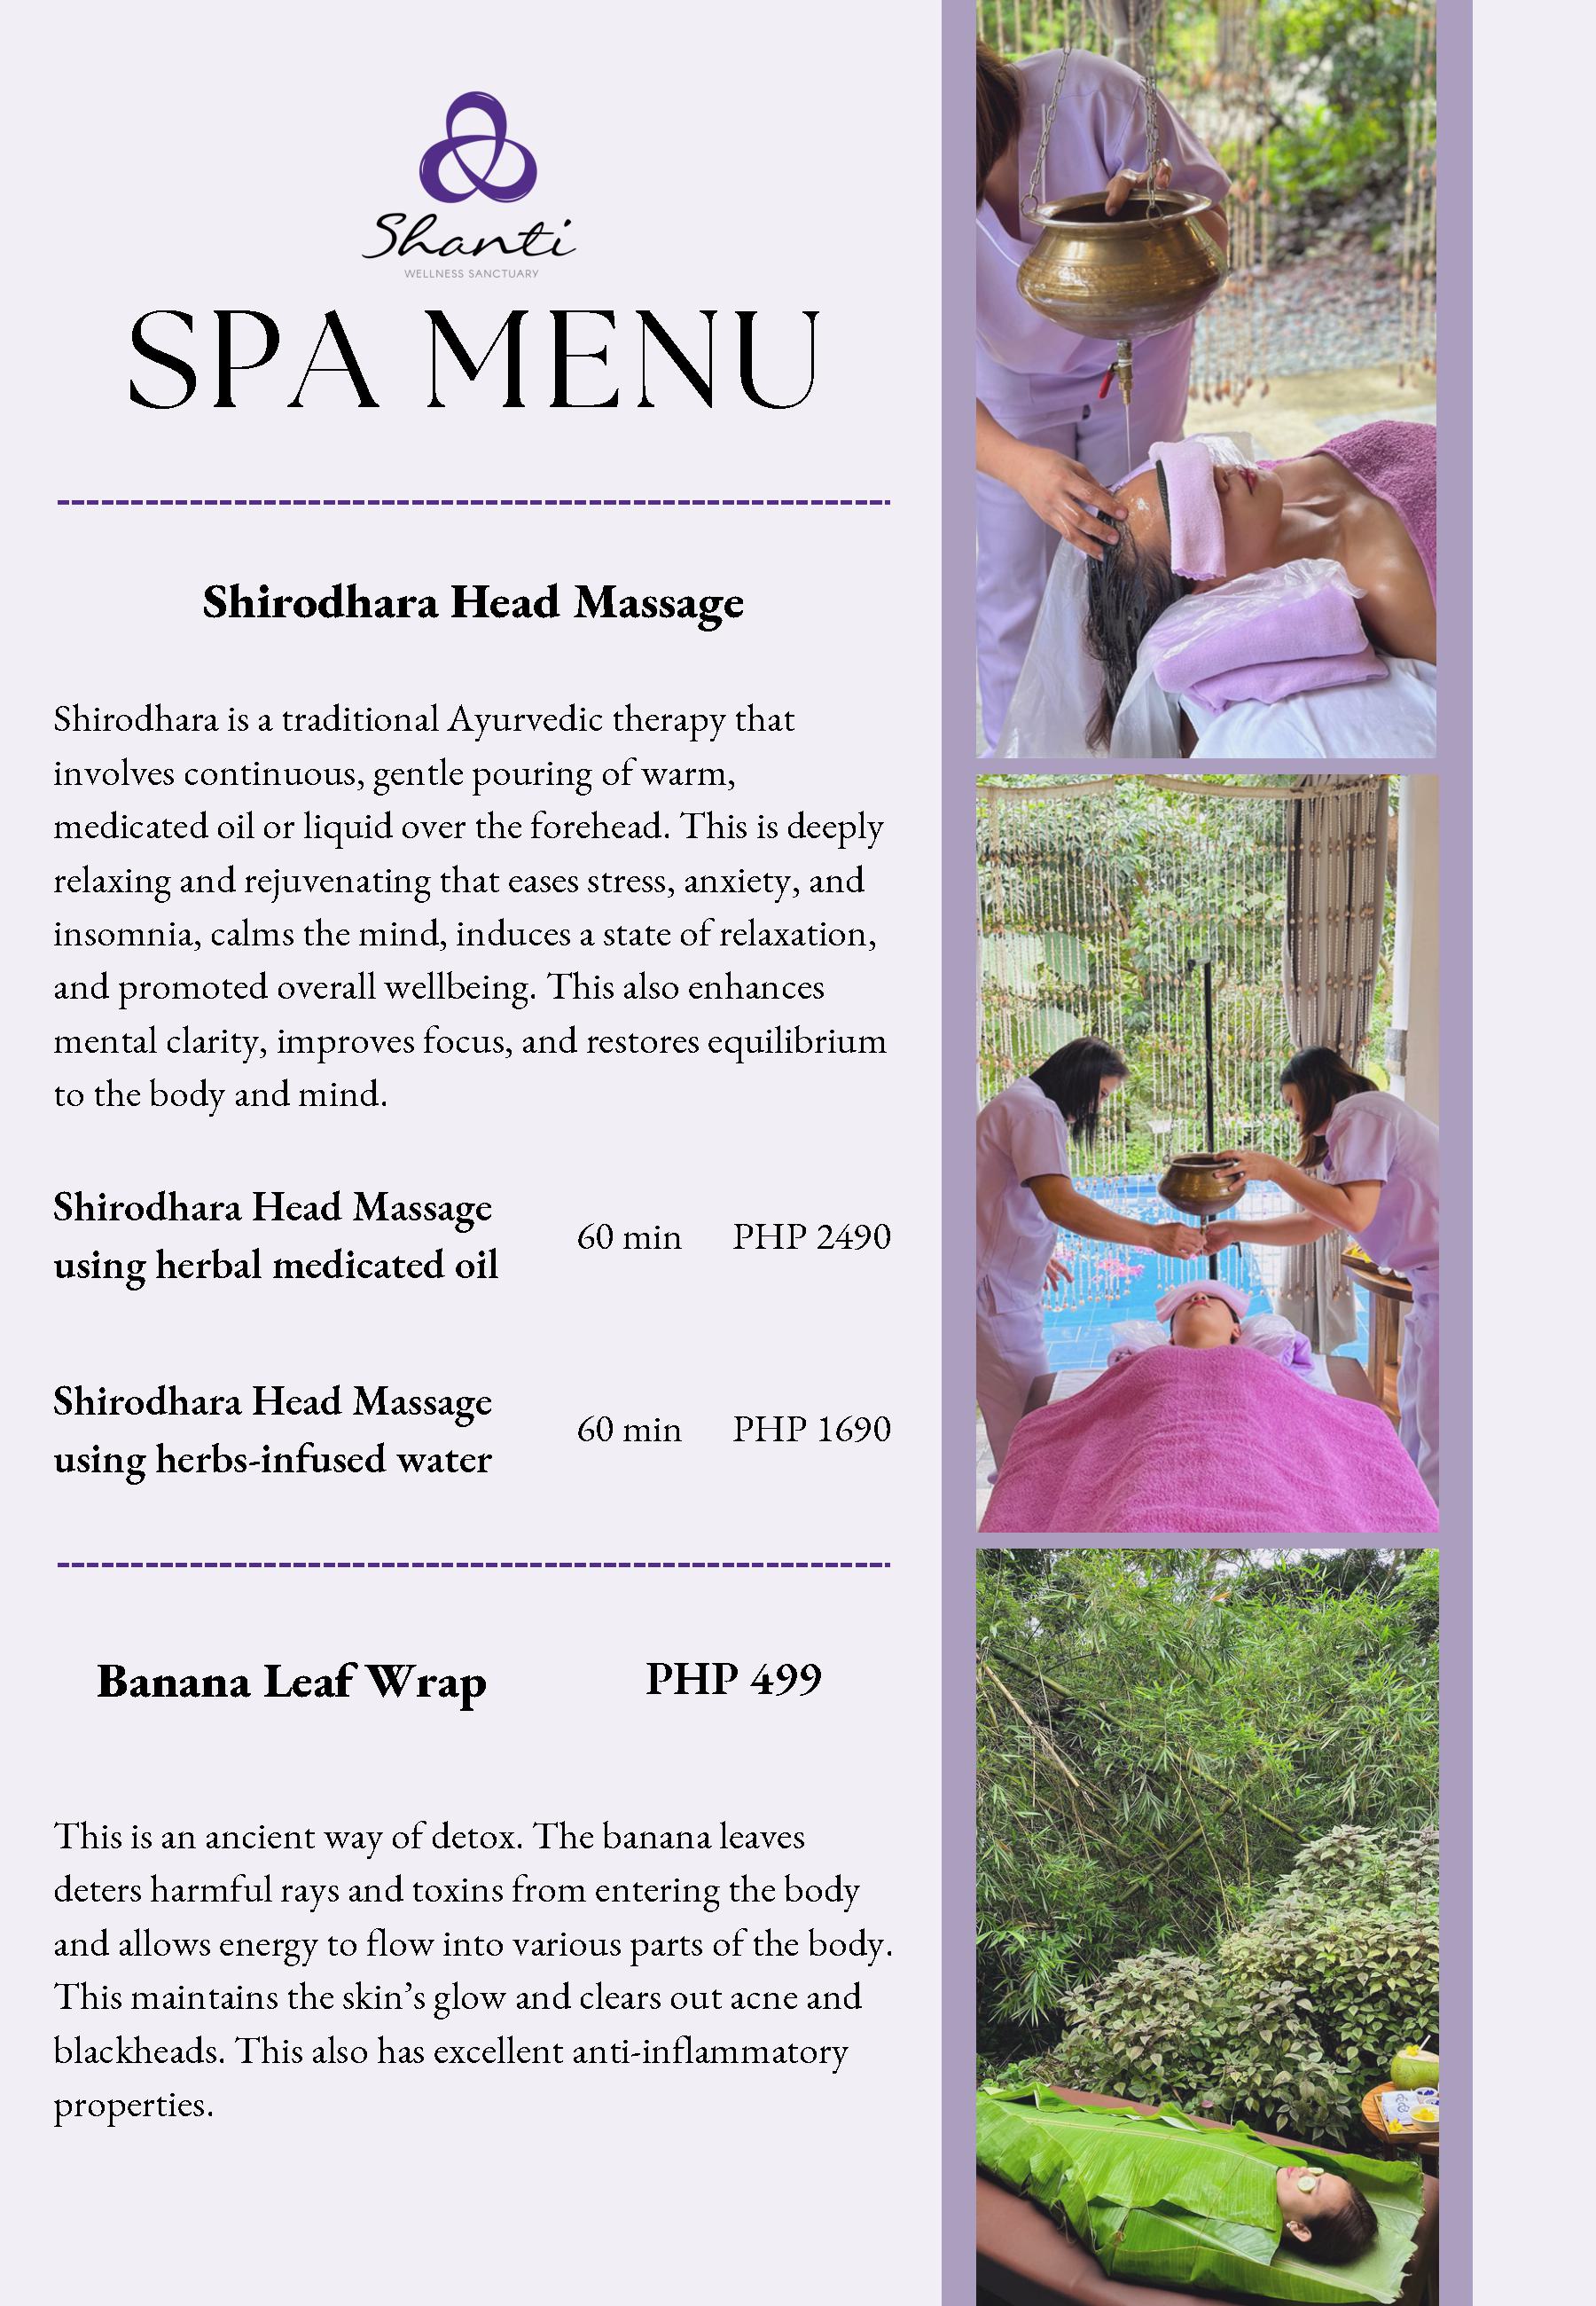 Shanti
WELLNESS SANCTUARY
SPA MENU
Shirodhara Head Massage
Shirodhara is a traditional Ayurvedic therapy that
involves continuous, gentle pouring of warm,
medicated oil or liquid over the forehead. This is deeply
relaxing and rejuvenating that eases stress, anxiety, and
insomnia, calms the mind, induces a state of relaxation,
and promoted overall wellbeing. This also enhances
mental clarity, improves focus, and restores equilibrium
to the body and mind.
Shirodhara Head Massage
using herbal medicated oil
60 min PHP 2490
Shirodhara Head Massage
using herbs-infused water
60 min PHP 1690
Banana Leaf Wrap PHP 499
This is an ancient way of detox. The banana leaves
deters harmful rays and toxins from entering the body
and allows energy to flow into various parts of the body.
This maintains the skin’s glow and clears out acne and
blackheads. This also has excellent anti-inflammatory
properties.